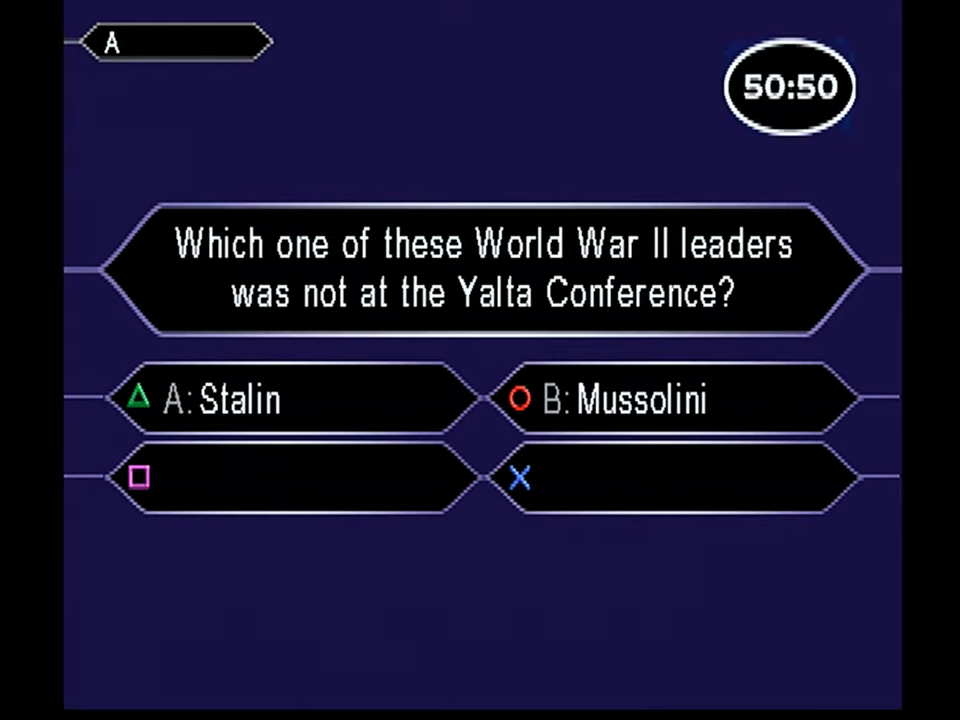 A
50:50
Which one of these World War II leaders
was not at the Yalta Conference?
A: Stalin
B: Mussolini